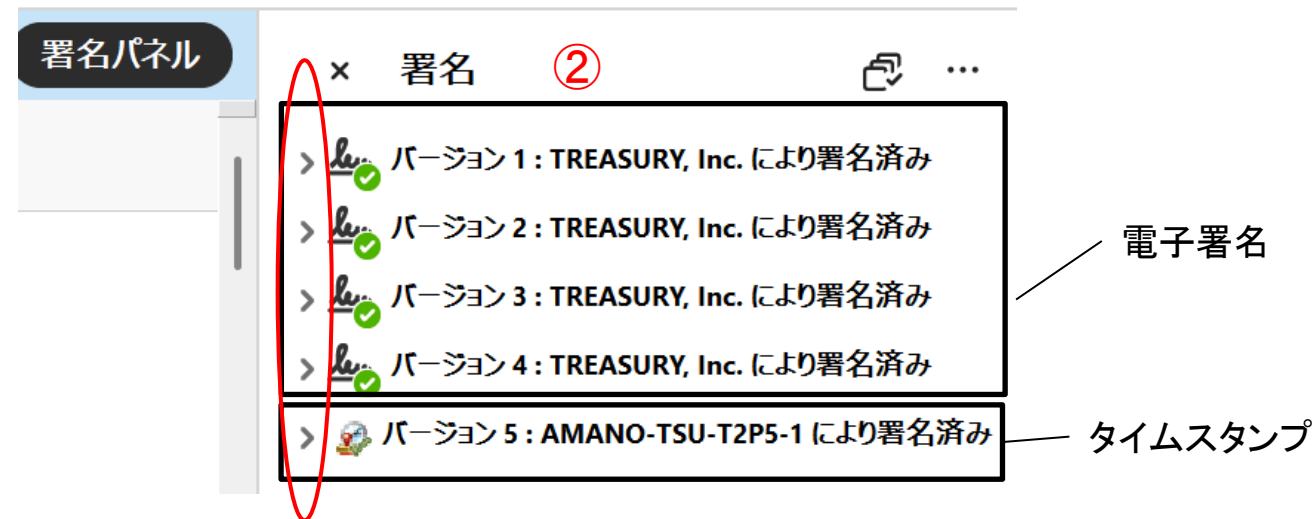 署名パネル
× 署名 ②
バージョン 1 : TREASURY, Inc. により署名済み
バージョン 2 : TREASURY, Inc. により署名済み
バージョン 3 : TREASURY, Inc. により署名済み
バージョン 4 : TREASURY, Inc. により署名済み
電子署名
バージョン 5 : AMANO-TSU-T2P5-1 により署名済み
タイムスタンプ